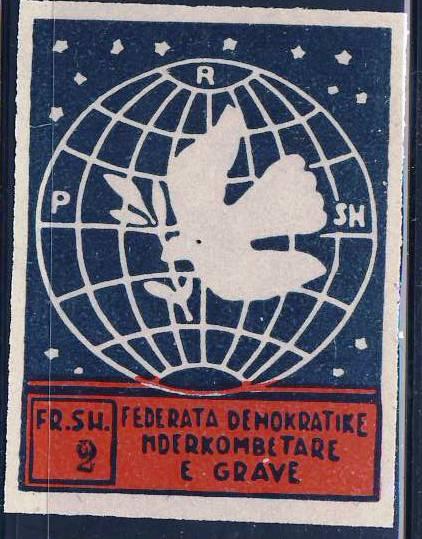 R
P SH
FR.SH. FEDERATA DEMOKRATIKE
2 NDERKOMBETARE
E GRAVE